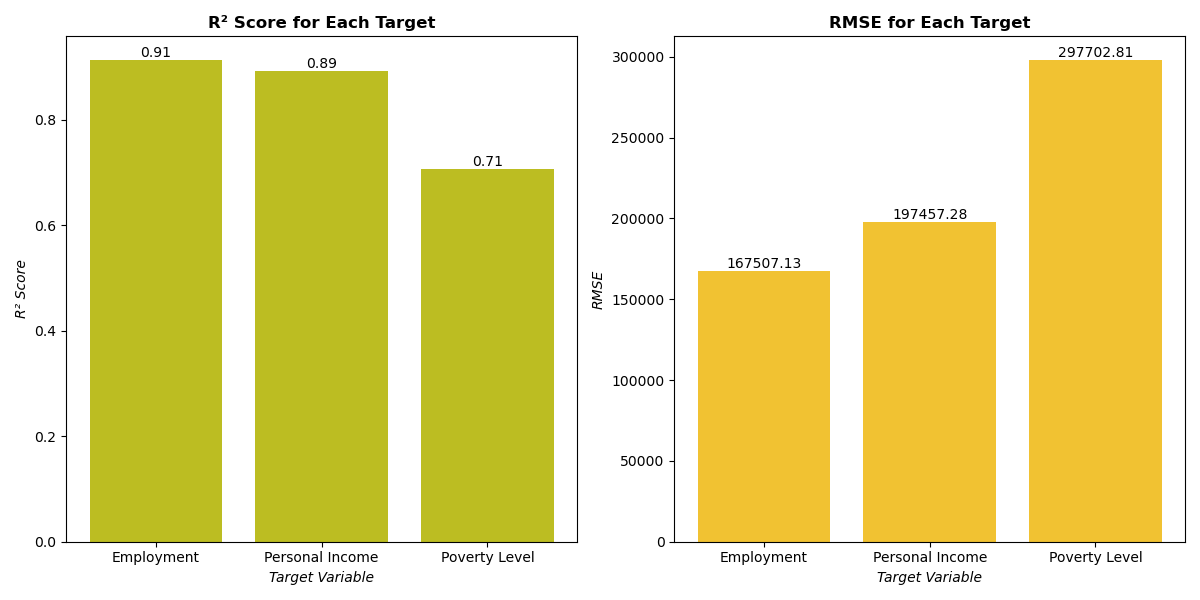 R² Score for Each Target
R² Score
0.8
0.6
0.4
0.2
0.0
0.91
0.89
0.71
Employment
Personal Income
Poverty Level
Target Variable
RMSE for Each Target
RMSE
300000
250000
200000
150000
100000
50000
0
167507.13
197457.28
297702.81
Employment
Personal Income
Poverty Level
Target Variable